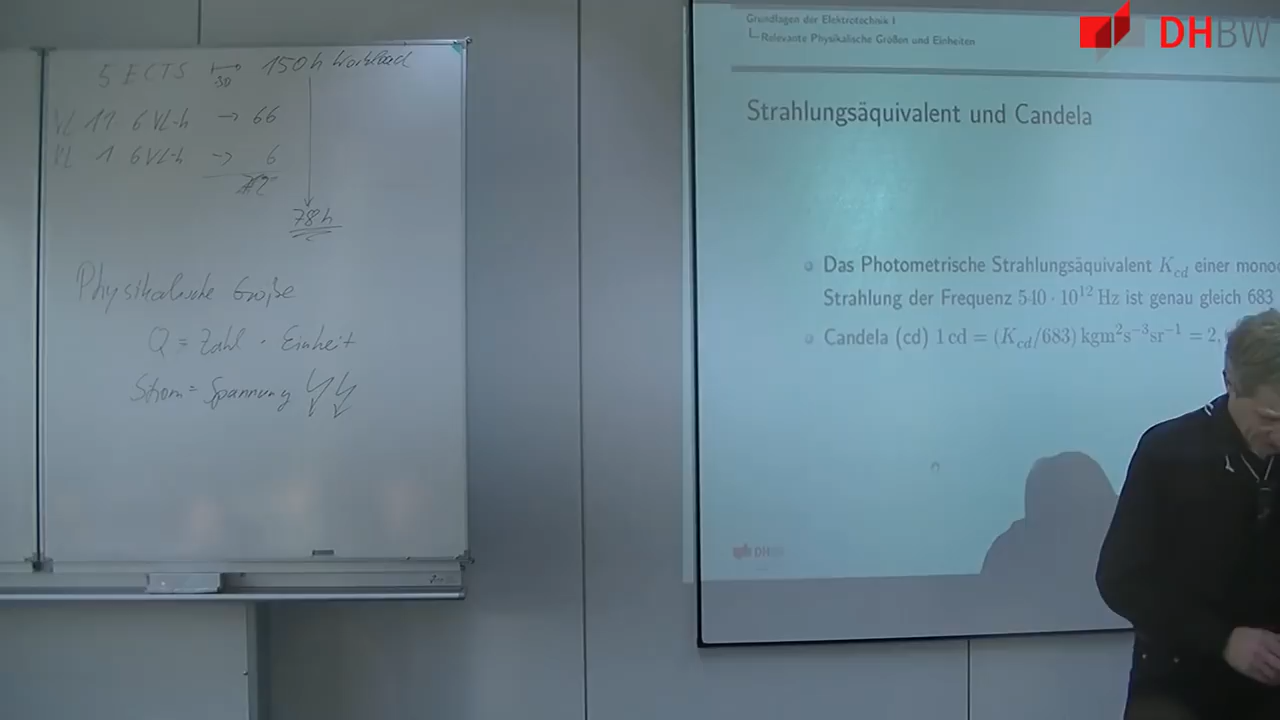 5 ECTS ↦ 150h Workload
30
VL 11 6 VL-h → 66
VL 1 6 VL-h → 6
72
78h
Physikalische Größe
Q = Zahl · Einheit
Strom = Spannung
Grundlagen der Elektrotechnik I
Relevante Physikalische Größen und Einheiten
DHBW
Strahlungsäquivalent und Candela
Das Photometrische Strahlungsäquivalent K_cd einer mono
Strahlung der Frequenz 540 · 10^12 Hz ist genau gleich 683
Candela (cd) 1 cd = (K_cd/683) kgm²s⁻³sr⁻¹ = 2,
DHBW